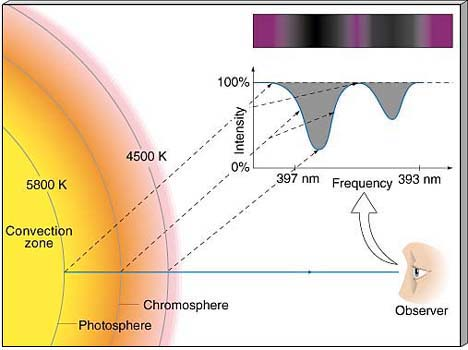 100%
Intensity
0%
397 nm
Frequency
393 nm
4500 K
5800 K
Convection
zone
Chromosphere
Photosphere
Observer